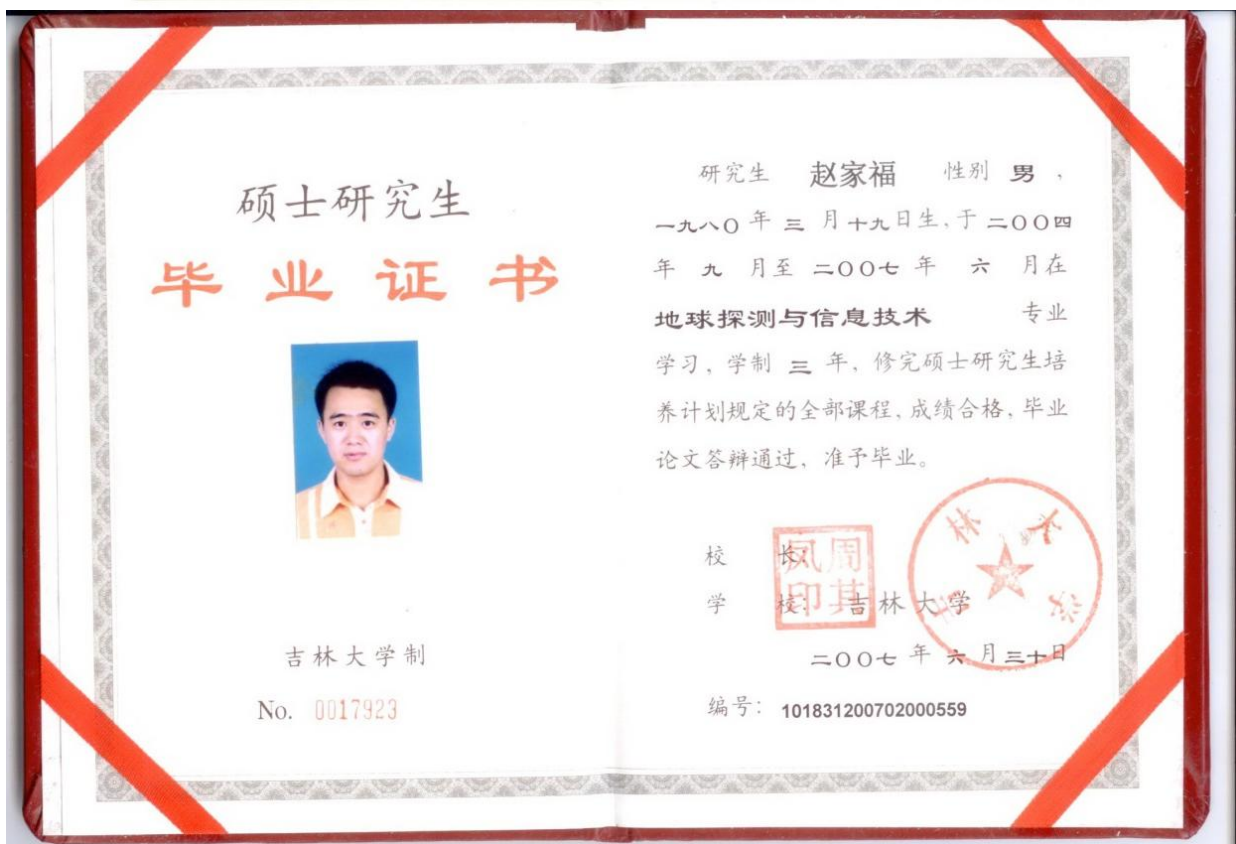 硕士研究生
毕业证书
吉林大学制
No. 0017923
研究生 赵家福 性别 男，
一九八〇年 三 月十九日生，于二〇〇四
年 九 月至 二〇〇七 年 六 月在
地球探测与信息技术 专业
学习，学制 三 年，修完硕士研究生培
养计划规定的全部课程，成绩合格，毕业
论文答辩通过，准予毕业。
校 长：
周其凤印
学 校：吉林大学
吉林大学
二〇〇七 年 六 月三十日
编号：101831200702000559